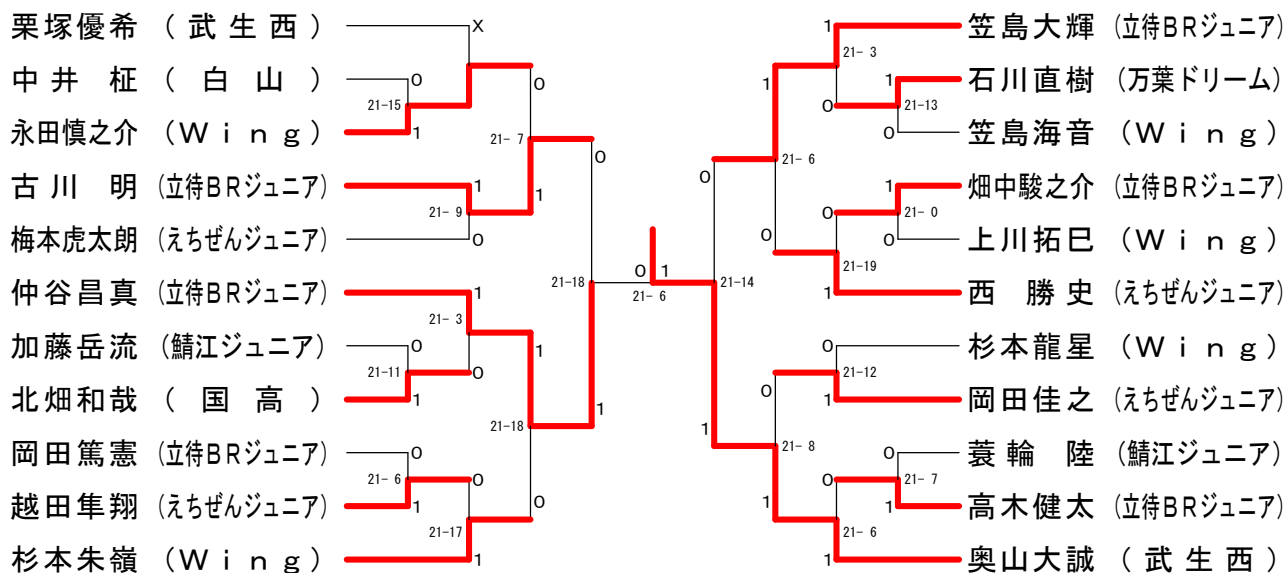 栗塚優希 (武生西)
中井 柾 (白山)
永田慎之介 (Wing)
古川 明 (立待BRジュニア)
梅本虎太朗 (えちぜんジュニア)
仲谷昌真 (立待BRジュニア)
加藤岳流 (鯖江ジュニア)
北畑和哉 (国高)
岡田篤憲 (立待BRジュニア)
越田隼翔 (えちぜんジュニア)
杉本朱嶺 (Wing)
X
0
21-15
1
0
21- 7
1
1
21- 9
0
0
21-18
1
1
21- 3
0
0
21-11
1
1
21-18
0
0
21- 6
1
0
21-17
1
0 1
21- 6
0
21-14
1
1
21- 6
0
1
21- 3
0
1
21-13
0
0
21-19
1
1
21- 0
0
0
21- 8
1
0
21-12
1
0
21- 6
1
0
21- 7
1
笠島大輝 (立待BRジュニア)
石川直樹 (万葉ドリーム)
笠島海音 (Wing)
畑中駿之介 (立待BRジュニア)
上川拓巳 (Wing)
西 勝史 (えちぜんジュニア)
杉本龍星 (Wing)
岡田佳之 (えちぜんジュニア)
蓑輪 陸 (鯖江ジュニア)
高木健太 (立待BRジュニア)
奥山大誠 (武生西)